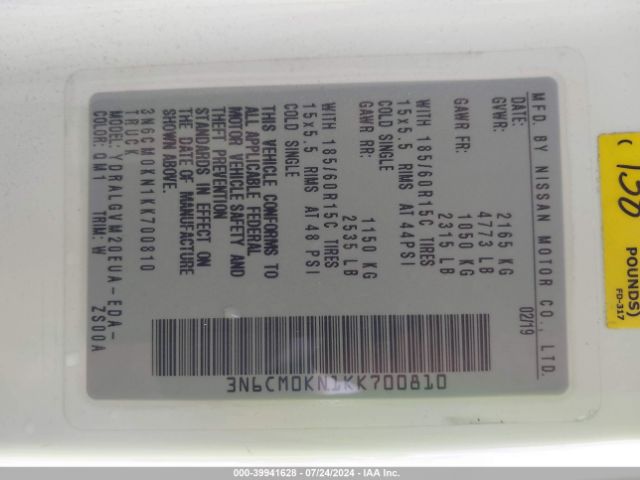 MFD. BY NISSAN MOTOR CO., LTD.
DATE: 02/19
GVWR: 2165 KG
4773 LB
GAWR FR: 1050 KG
2315 LB
WITH 185/60R15C TIRES
15x5.5 RIMS AT 44PSI
COLD SINGLE
GAWR RR: 1150 KG
2535 LB
WITH 185/60R15C TIRES
15x5.5 RIMS AT 48 PSI
COLD SINGLE
THIS VEHICLE CONFORMS TO
ALL APPLICABLE FEDERAL
MOTOR VEHICLE SAFETY AND
THEFT PREVENTION
STANDARDS IN EFFECT ON
THE DATE OF MANUFACTURE
SHOWN ABOVE.
3N6CM0KN1KK700810
TRUCK
MODEL: YDRALGVM20EUA-EDA-
COLOR: QM1 TRIM: W ZS00A
3N6CM0KN1KK700810
POUNDS)
FD-317
000-39941628 - 07/24/2024 - IAA Inc.